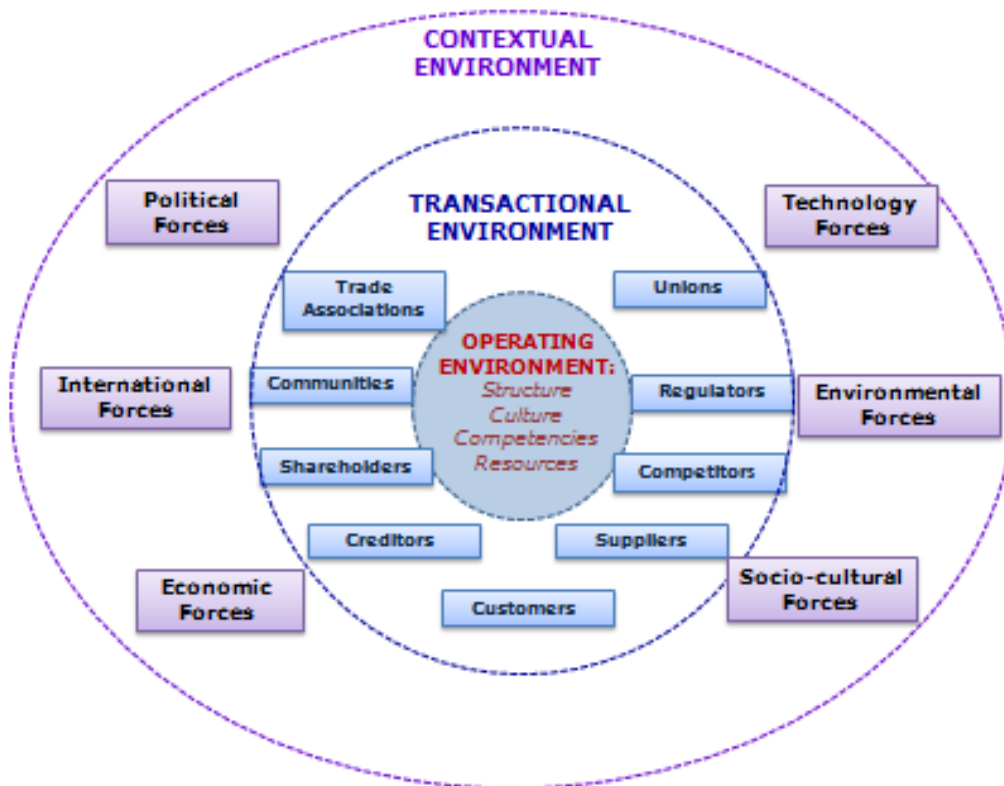 CONTEXTUAL
ENVIRONMENT
Political
Forces
Technology
Forces
TRANSACTIONAL
ENVIRONMENT
Trade
Associations
Unions
OPERATING
ENVIRONMENT:
Structure
Culture
Competencies
Resources
International
Forces
Communities
Regulators
Environmental
Forces
Shareholders
Competitors
Creditors
Suppliers
Economic
Forces
Customers
Socio-cultural
Forces